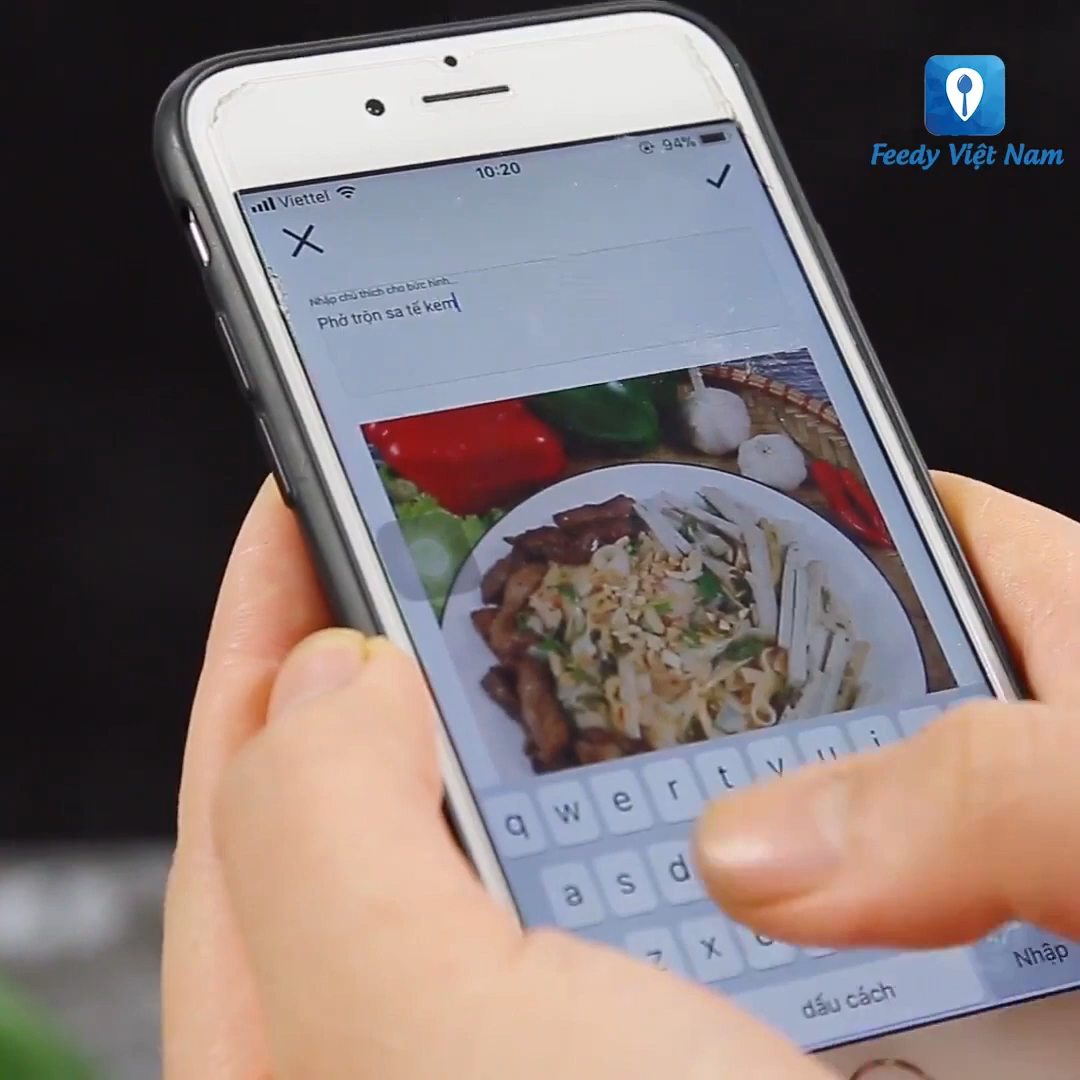 Feedy Việt Nam
Viettel 10:20 94%
Nhập chú thích cho bức hình...
Phở trộn sa tế kem
q w e r t y u i
a s d
z x c
dấu cách Nhập